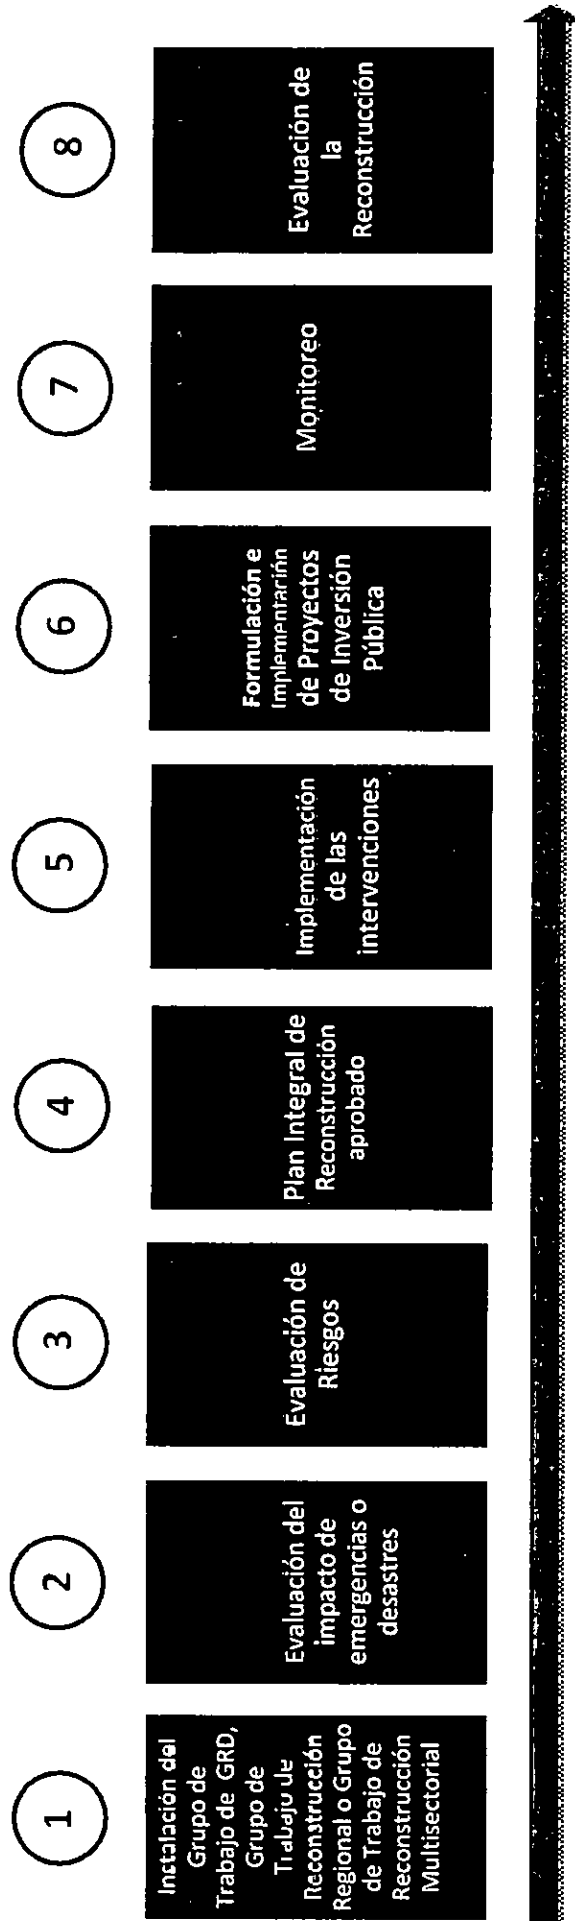 1
Instalación del
Grupo de
Trabajo de GRD,
Grupo de
Trabajo de
Reconstrucción
Regional o Grupo
de Trabajo de
Reconstrucción
Multisectorial
2
Evaluación del
impacto de
emergencias o
desastres
3
Evaluación de
Riesgos
4
Plan Integral de
Reconstrucción
aprobado
5
Implementación
de las
intervenciones
6
Formulación e
Implementación
de Proyectos
de Inversión
Pública
7
Monitoreo
8
Evaluación de
la
Reconstrucción